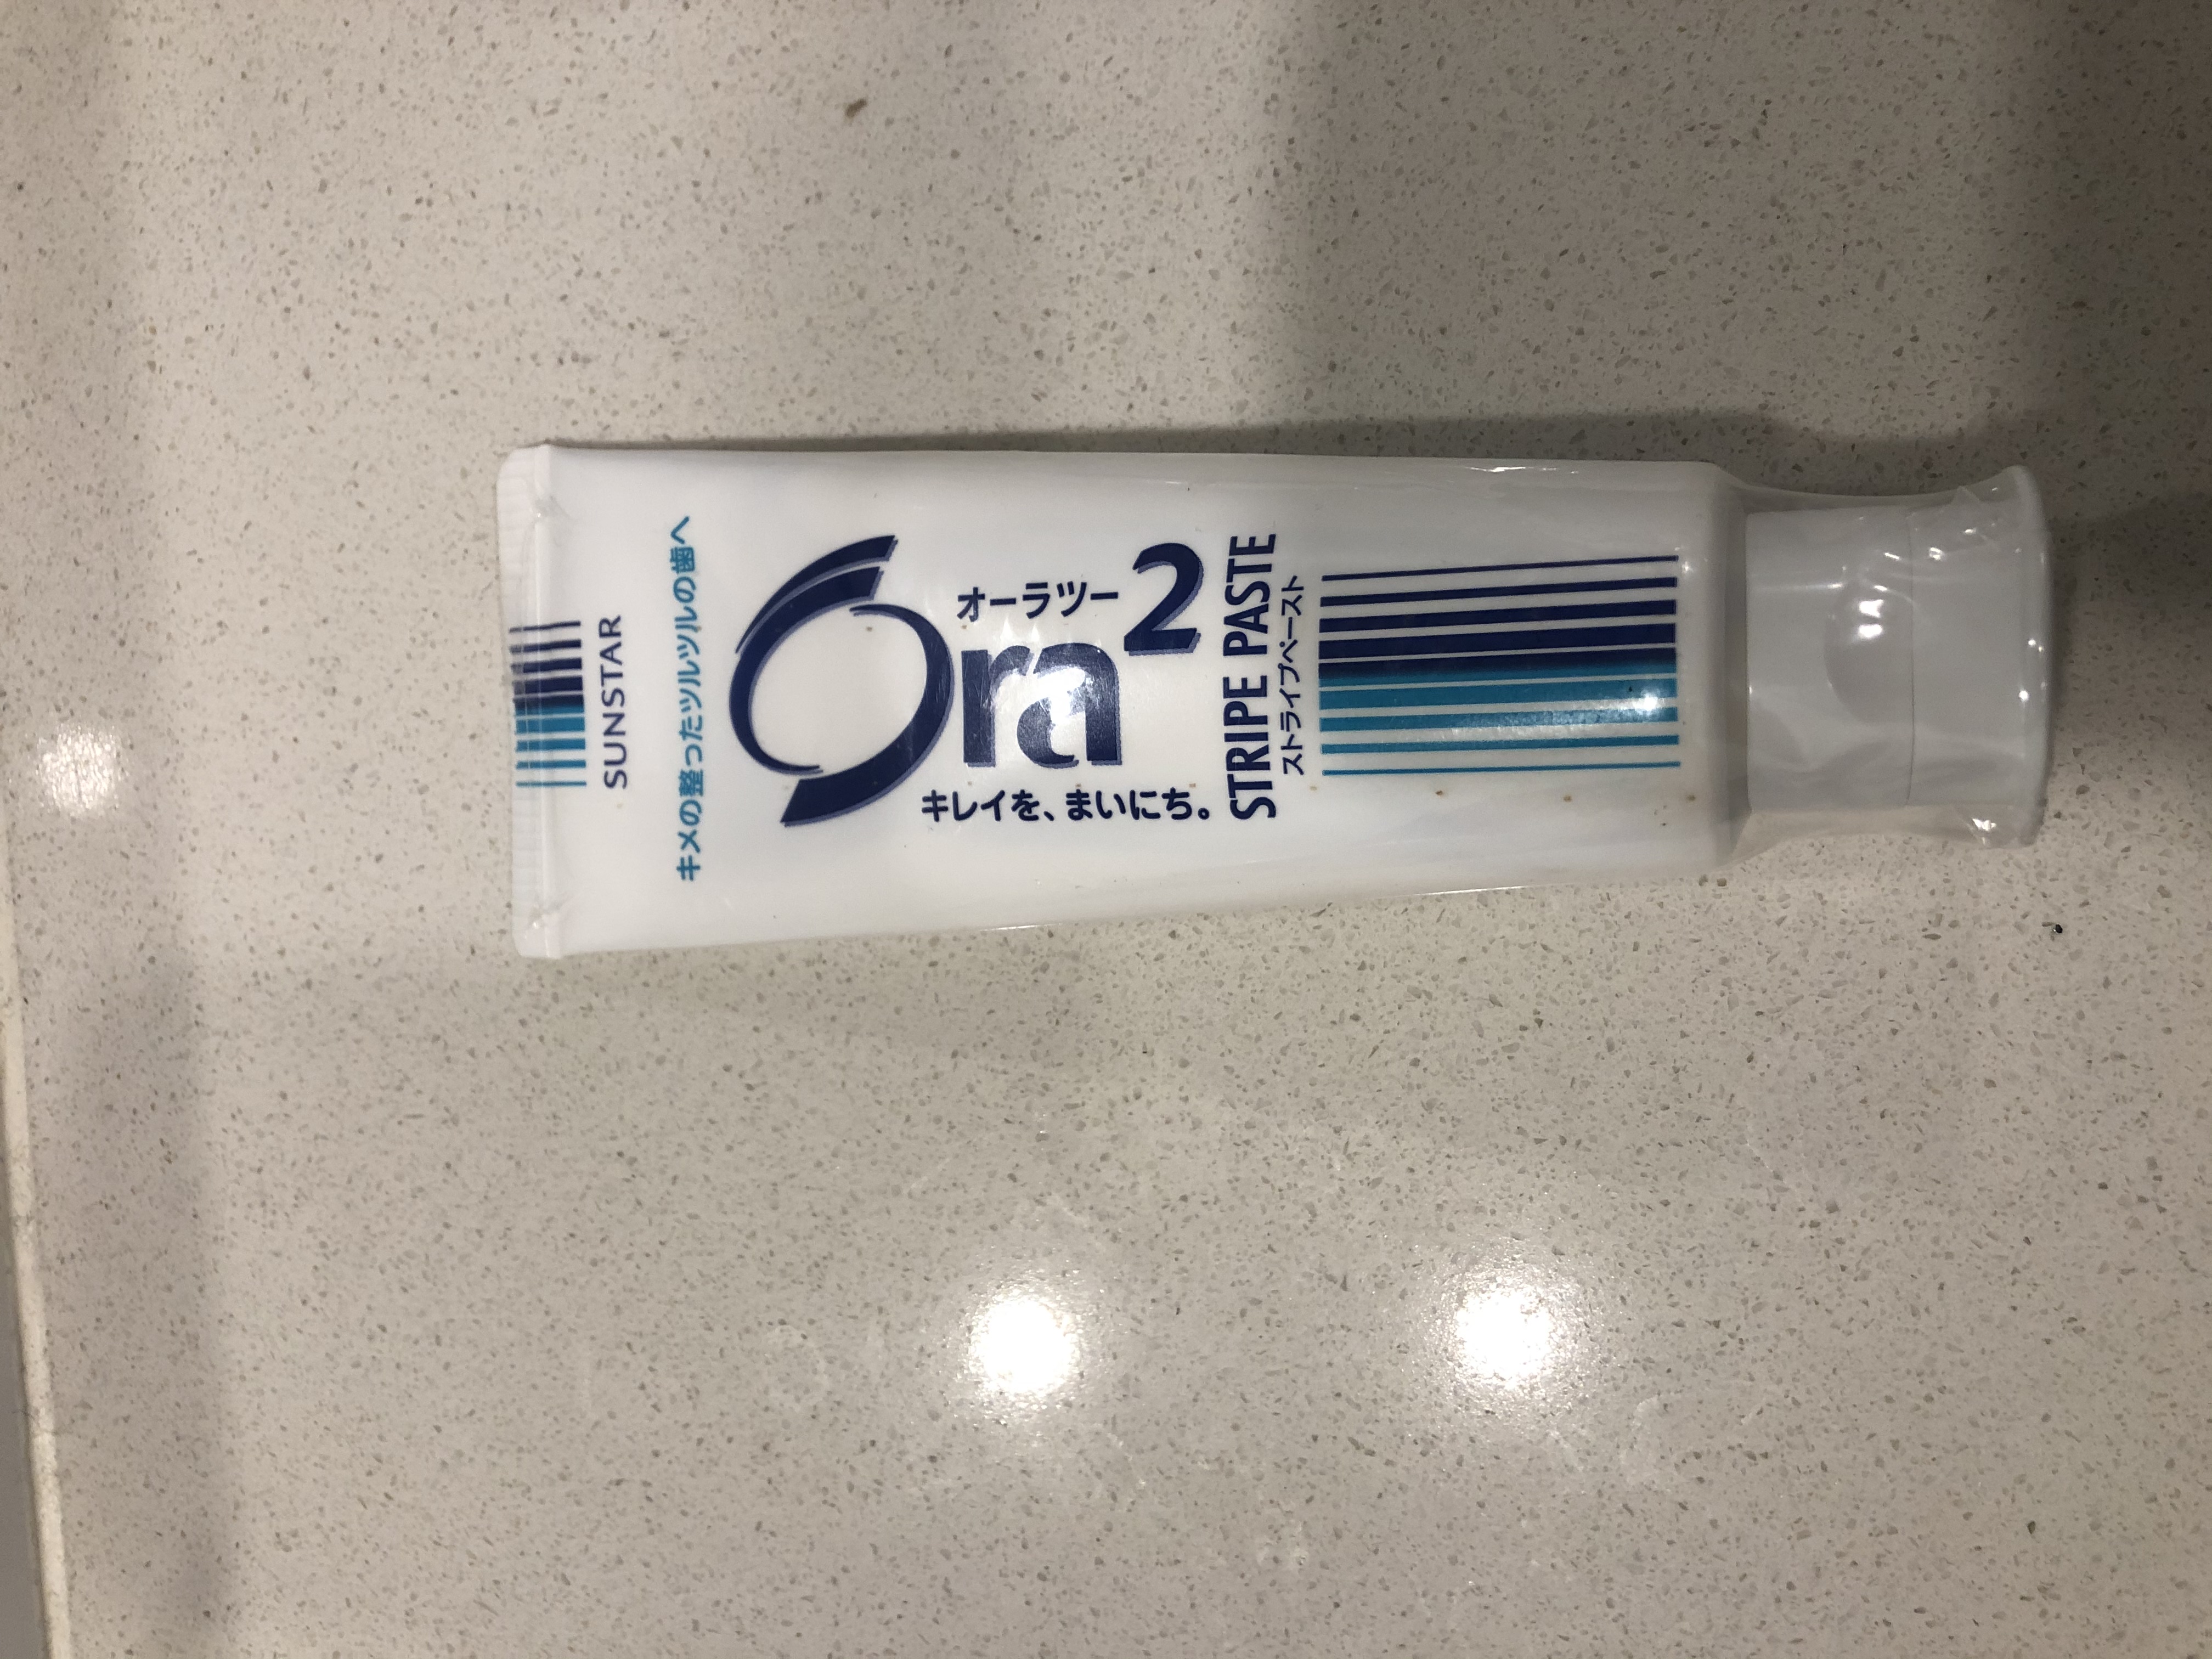 SUNSTAR
キメの整ったツルツルの歯へ
オーラツー
Ora2
キレイを、まいにち。
STRIPE PASTE
ストライプペースト